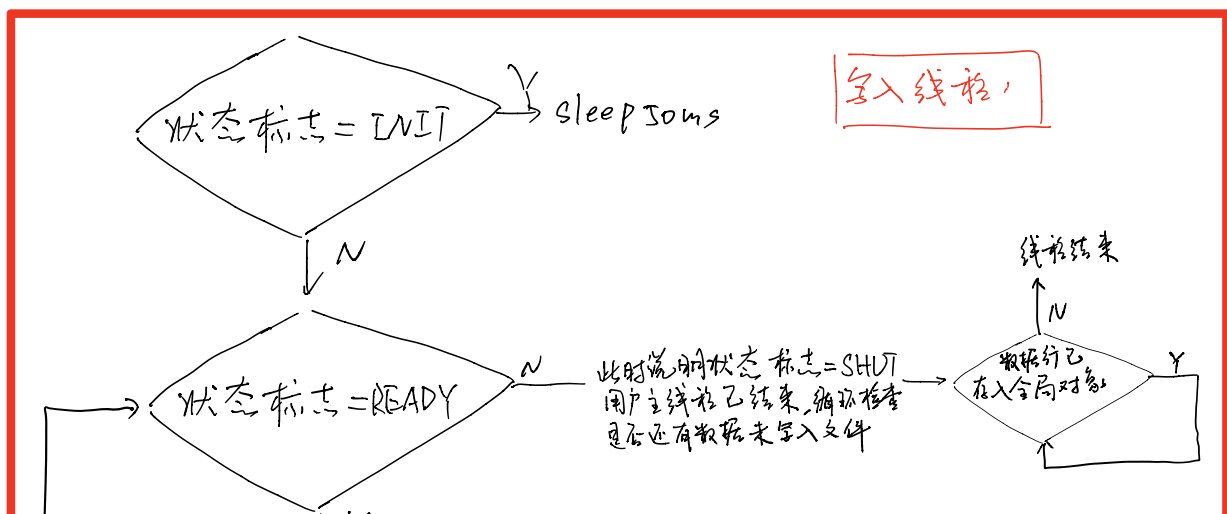 写入线程
状态标志=INIT
Y
sleep 50ms
N
线程结束
N
状态标志=READY
N
此时说明状态标志=SHUT
用户主线程已结束,循环检查
是否还有数据未写入文件
数据行已
存入全局对象
Y